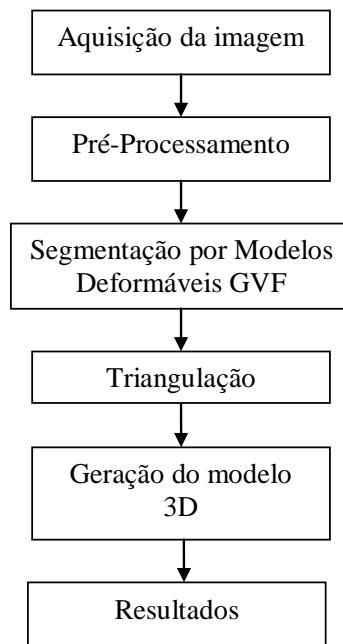 Aquisição da imagem
Pré-Processamento
Segmentação por Modelos
Deformáveis GVF
Triangulação
Geração do modelo
3D
Resultados